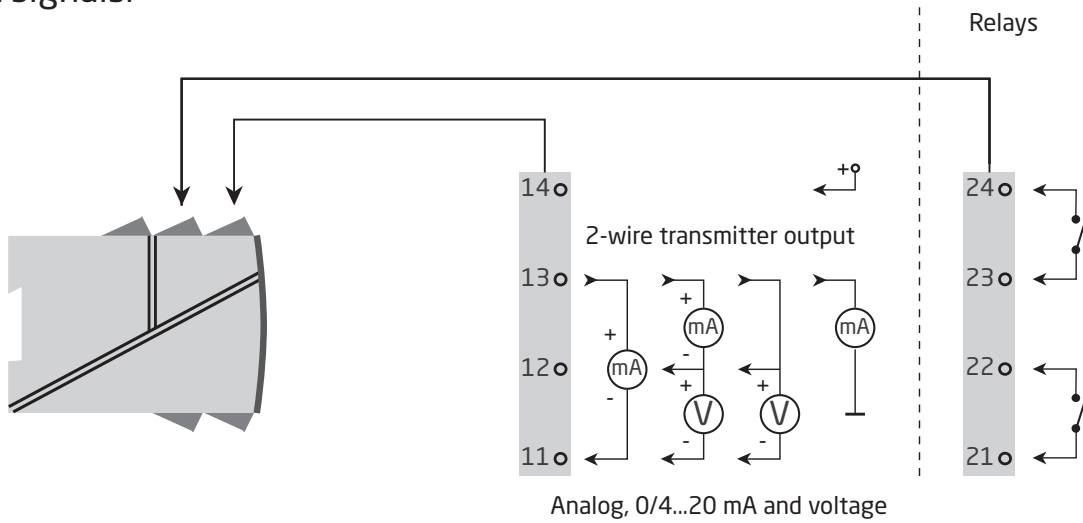 signals.
Relays
14
+
24
2-wire transmitter output
13
23
+
mA
mA
+
mA
-
12
22
+
+
-
V
V
-
-
11
21
Analog, 0/4...20 mA and voltage